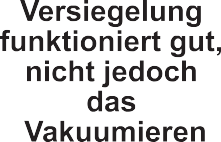 Versiegelung
funktioniert gut,
nicht jedoch
das
Vakuumieren